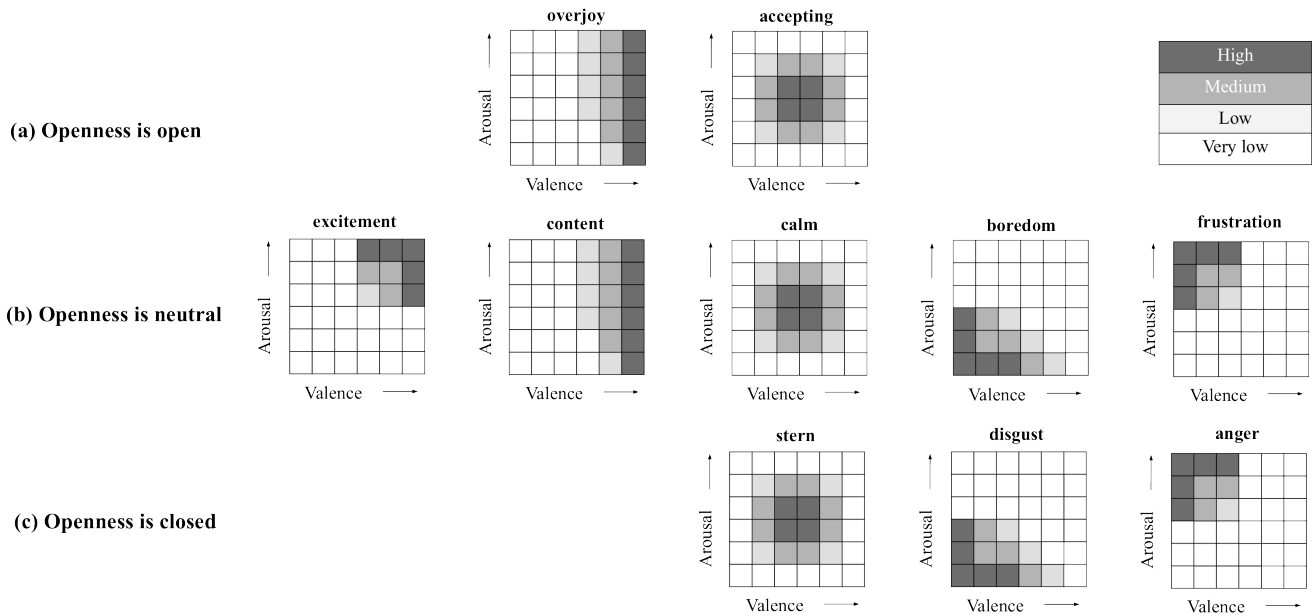 overjoy
accepting
Arousal
Arousal
Valence
Valence
High
Medium
Low
Very low
(a) Openness is open
excitement
content
calm
boredom
frustration
Arousal
Arousal
Arousal
Arousal
Arousal
Valence
Valence
Valence
Valence
Valence
(b) Openness is neutral
stern
disgust
anger
Arousal
Arousal
Arousal
Valence
Valence
Valence
(c) Openness is closed